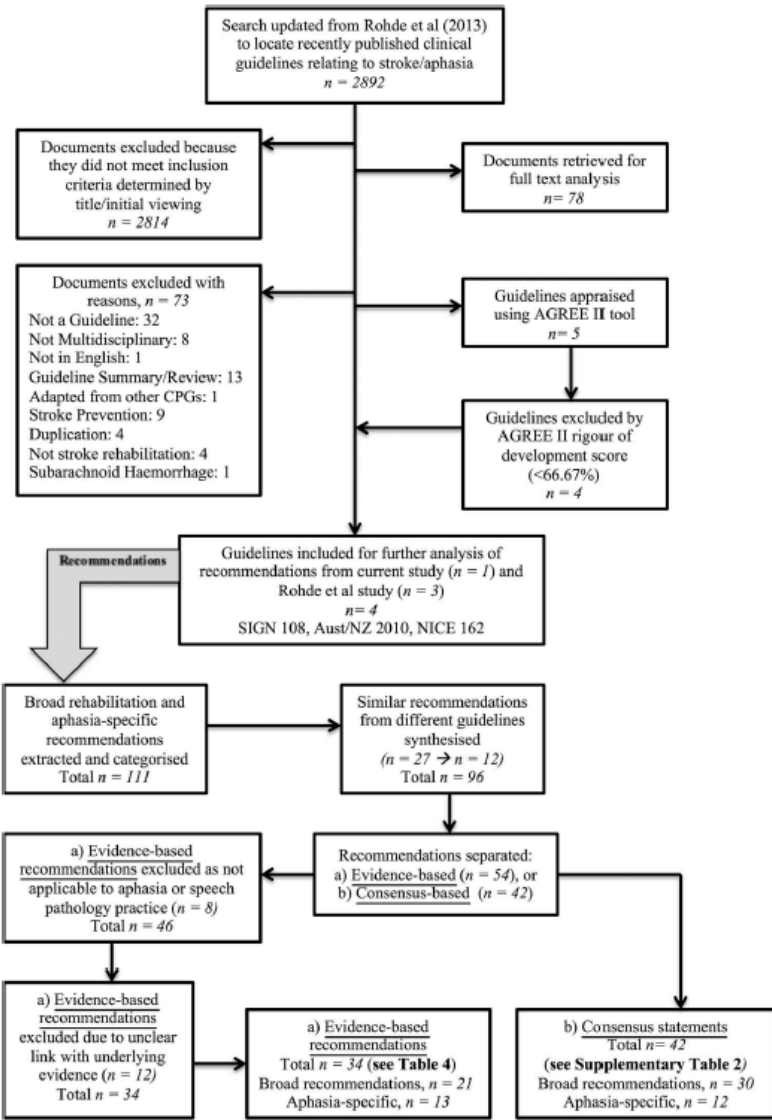 Search updated from Rohde et al (2013)
to locate recently published clinical
guidelines relating to stroke/aphasia
n = 2892
Documents excluded because
they did not meet inclusion
criteria determined by
title/initial viewing
n = 2814
Documents retrieved for
full text analysis
n= 78
Documents excluded with
reasons, n = 73
Not a Guideline: 32
Not Multidisciplinary: 8
Not in English: 1
Guideline Summary/Review: 13
Adapted from other CPGs: 1
Stroke Prevention: 9
Duplication: 4
Not stroke rehabilitation: 4
Subarachnoid Haemorrhage: 1
Guidelines appraised
using AGREE II tool
n= 5
Guidelines excluded by
AGREE II rigour of
development score
(<66.67%)
n = 4
Recommendations
Guidelines included for further analysis of
recommendations from current study (n = 1) and
Rohde et al study (n = 3)
n= 4
SIGN 108, Aust/NZ 2010, NICE 162
Broad rehabilitation and
aphasia-specific
recommendations
extracted and categorised
Total n = 111
Similar recommendations
from different guidelines
synthesised
(n = 27 → n = 12)
Total n = 96
Recommendations separated:
a) Evidence-based (n = 54), or
b) Consensus-based (n = 42)
a) Evidence-based
recommendations excluded as not
applicable to aphasia or speech
pathology practice (n = 8)
Total n = 46
a) Evidence-based
recommendations
excluded due to unclear
link with underlying
evidence (n = 12)
Total n = 34
a) Evidence-based
recommendations
Total n = 34 (see Table 4)
Broad recommendations, n = 21
Aphasia-specific, n = 13
b) Consensus statements
Total n= 42
(see Supplementary Table 2)
Broad recommendations, n = 30
Aphasia-specific, n = 12